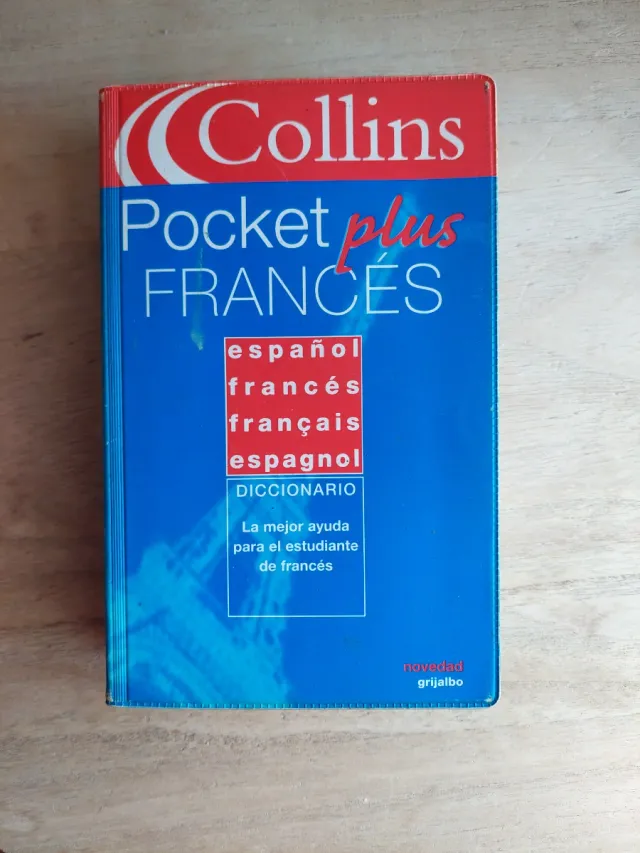 Collins
Pocket plus
FRANCÉS
español
francés
français
espagnol
DICCIONARIO
La mejor ayuda
para el estudiante
de francés
novedad
grijalbo